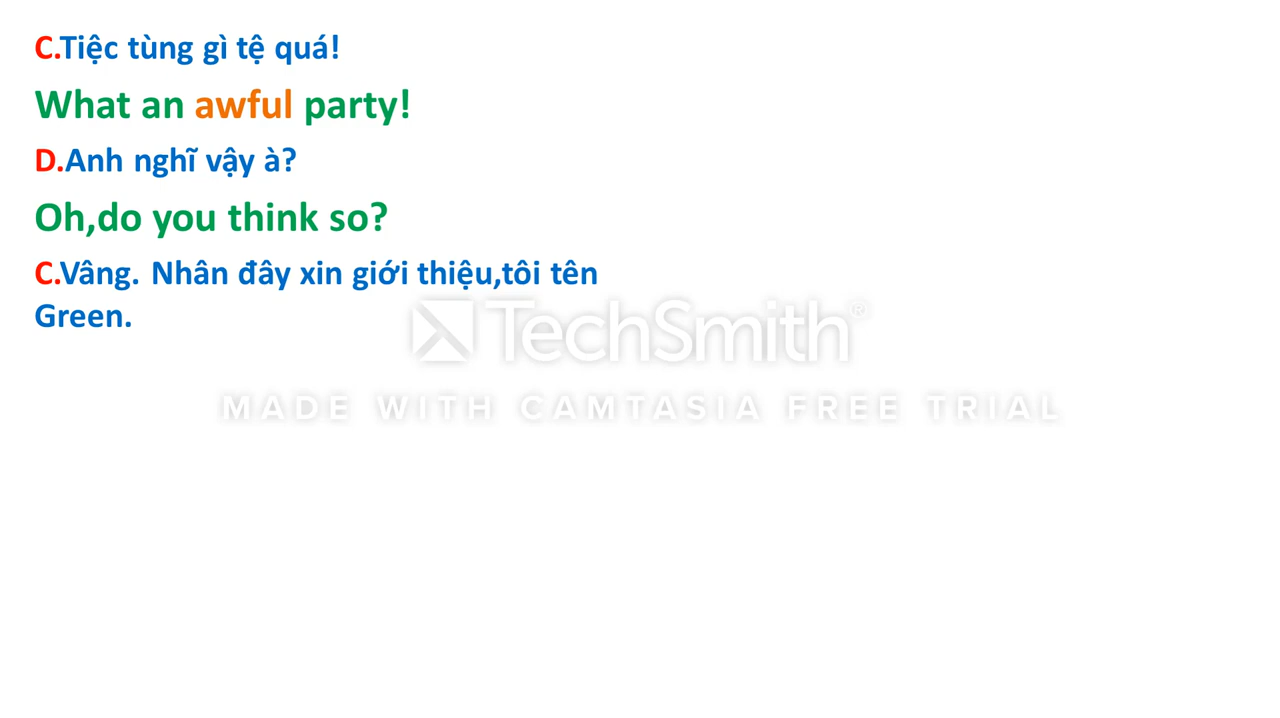 C.Tiệc tùng gì tệ quá!
What an awful party!
D.Anh nghĩ vậy à?
Oh,do you think so?
C.Vâng. Nhân đây xin giới thiệu,tôi tên
Green.
TechSmith®
MADE WITH CAMTASIA FREE TRIAL